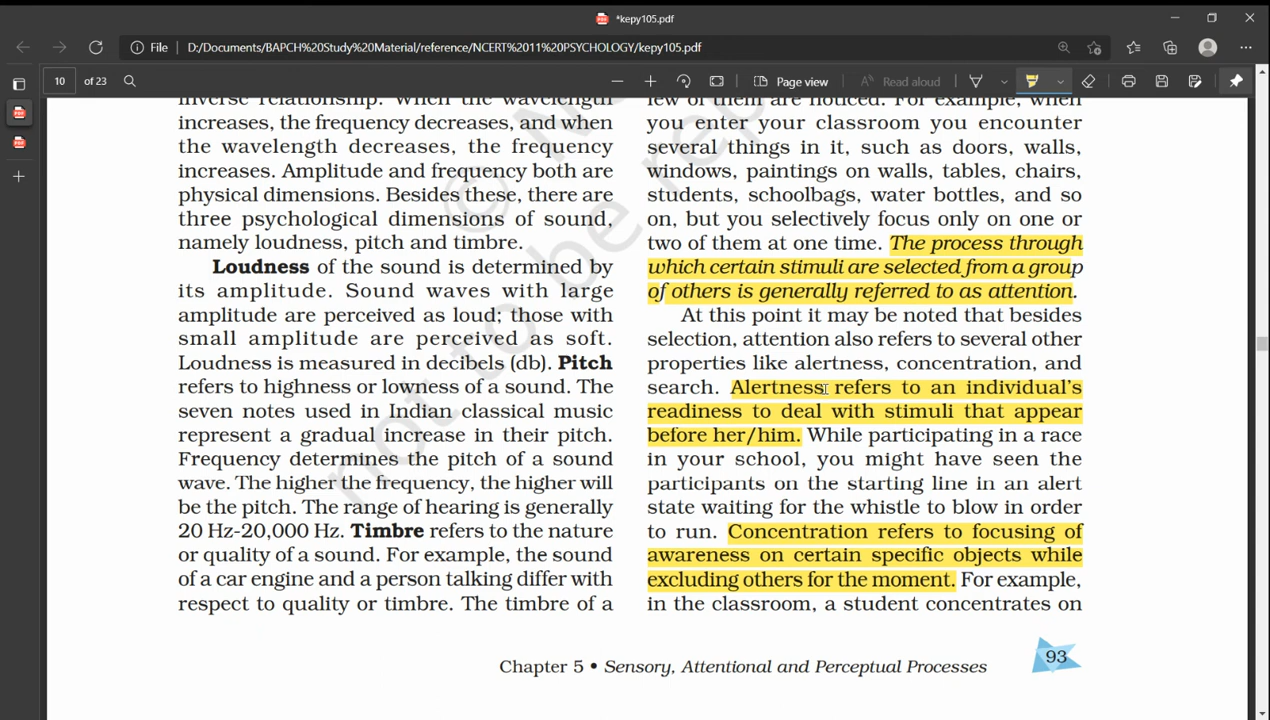 *kepy105.pdf
File | D:/Documents/BAPCH%20Study%20Material/reference/NCERT%2011%20PSYCHOLOGY/kepy105.pdf
10 of 23
Page view
Read aloud
inverse relationship. When the wavelength
increases, the frequency decreases, and when
the wavelength decreases, the frequency
increases. Amplitude and frequency both are
physical dimensions. Besides these, there are
three psychological dimensions of sound,
namely loudness, pitch and timbre.
Loudness of the sound is determined by
its amplitude. Sound waves with large
amplitude are perceived as loud; those with
small amplitude are perceived as soft.
Loudness is measured in decibels (db). Pitch
refers to highness or lowness of a sound. The
seven notes used in Indian classical music
represent a gradual increase in their pitch.
Frequency determines the pitch of a sound
wave. The higher the frequency, the higher will
be the pitch. The range of hearing is generally
20 Hz-20,000 Hz. Timbre refers to the nature
or quality of a sound. For example, the sound
of a car engine and a person talking differ with
respect to quality or timbre. The timbre of a
few of them are noticed. For example, when
you enter your classroom you encounter
several things in it, such as doors, walls,
windows, paintings on walls, tables, chairs,
students, schoolbags, water bottles, and so
on, but you selectively focus only on one or
two of them at one time. The process through
which certain stimuli are selected from a group
of others is generally referred to as attention.
At this point it may be noted that besides
selection, attention also refers to several other
properties like alertness, concentration, and
search. Alertness refers to an individual's
readiness to deal with stimuli that appear
before her/him. While participating in a race
in your school, you might have seen the
participants on the starting line in an alert
state waiting for the whistle to blow in order
to run. Concentration refers to focusing of
awareness on certain specific objects while
excluding others for the moment. For example,
in the classroom, a student concentrates on
Chapter 5 • Sensory, Attentional and Perceptual Processes
93
© N
not to be rep